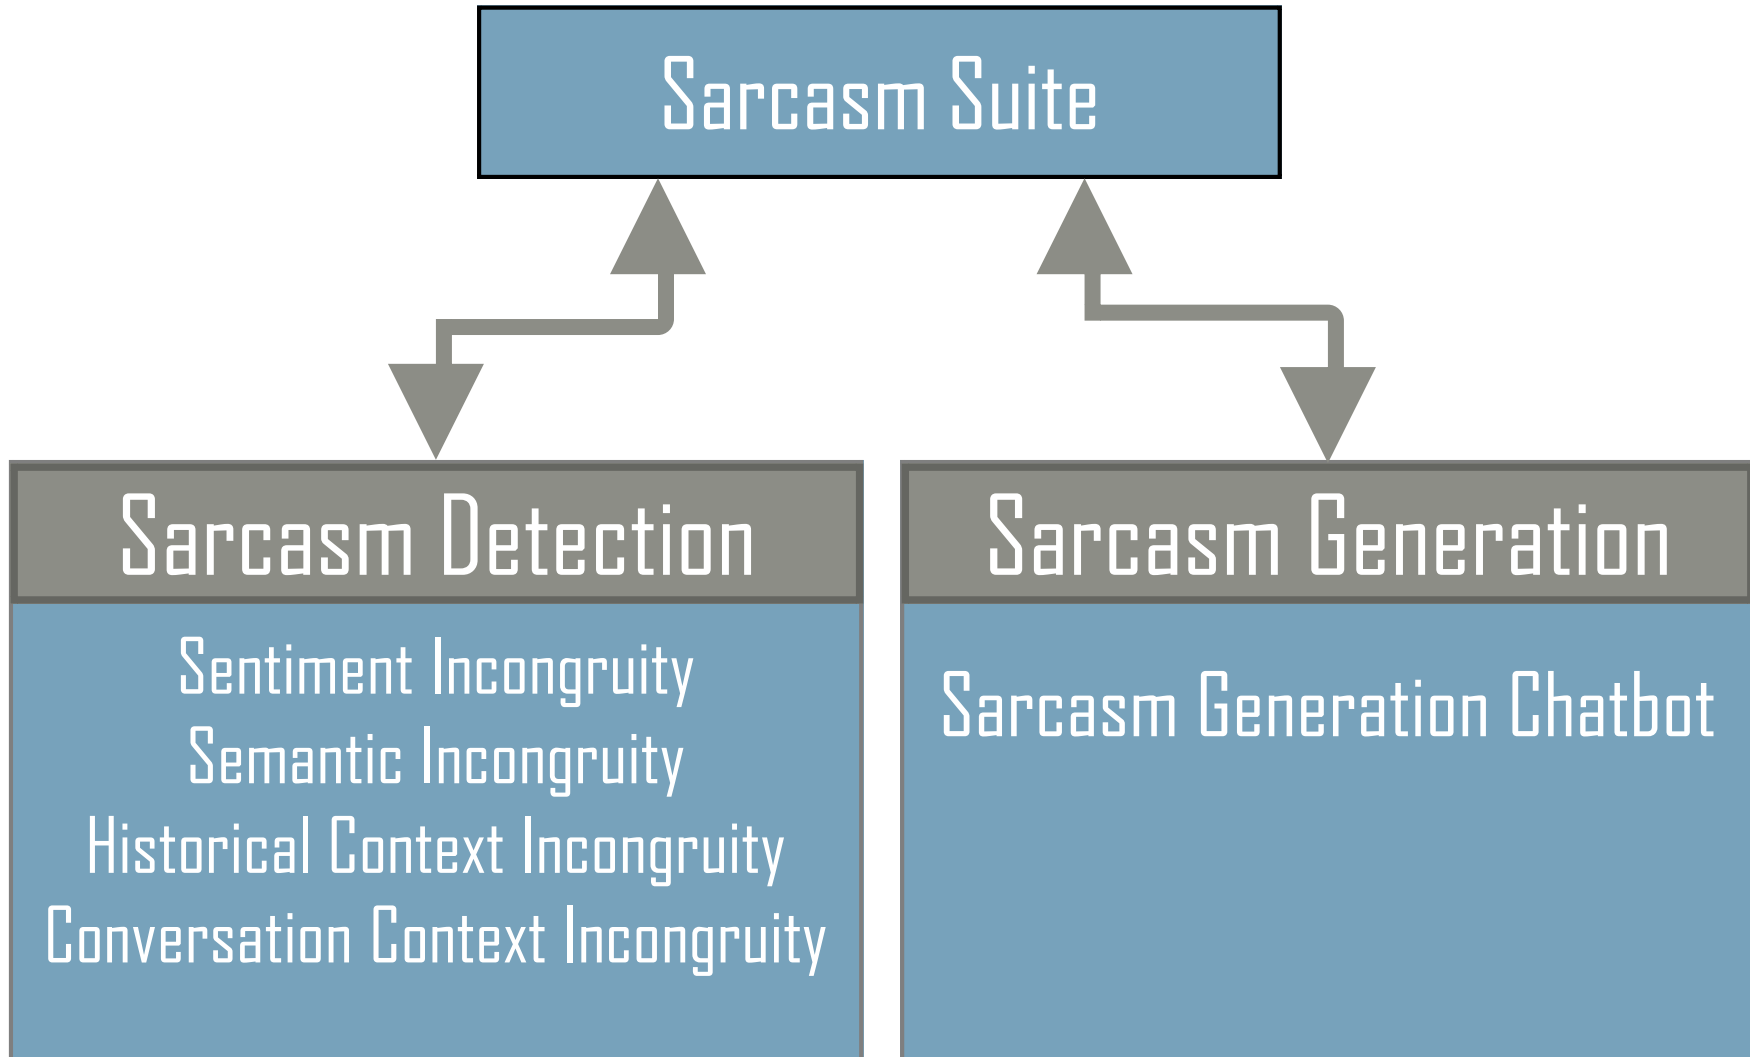 Sarcasm Suite
Sarcasm Detection
Sentiment Incongruity
Semantic Incongruity
Historical Context Incongruity
Conversation Context Incongruity
Sarcasm Generation
Sarcasm Generation Chatbot